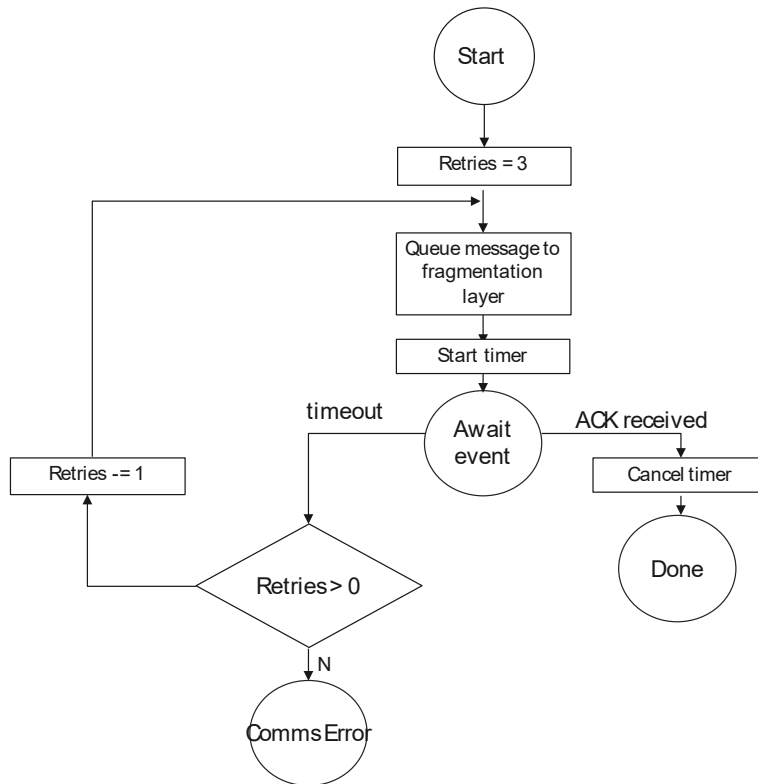 Start
Retries = 3
Queue message to
fragmentation
layer
Start timer
timeout
Await
event
ACK received
Retries -= 1
Cancel timer
Retries > 0
Done
N
Comms Error